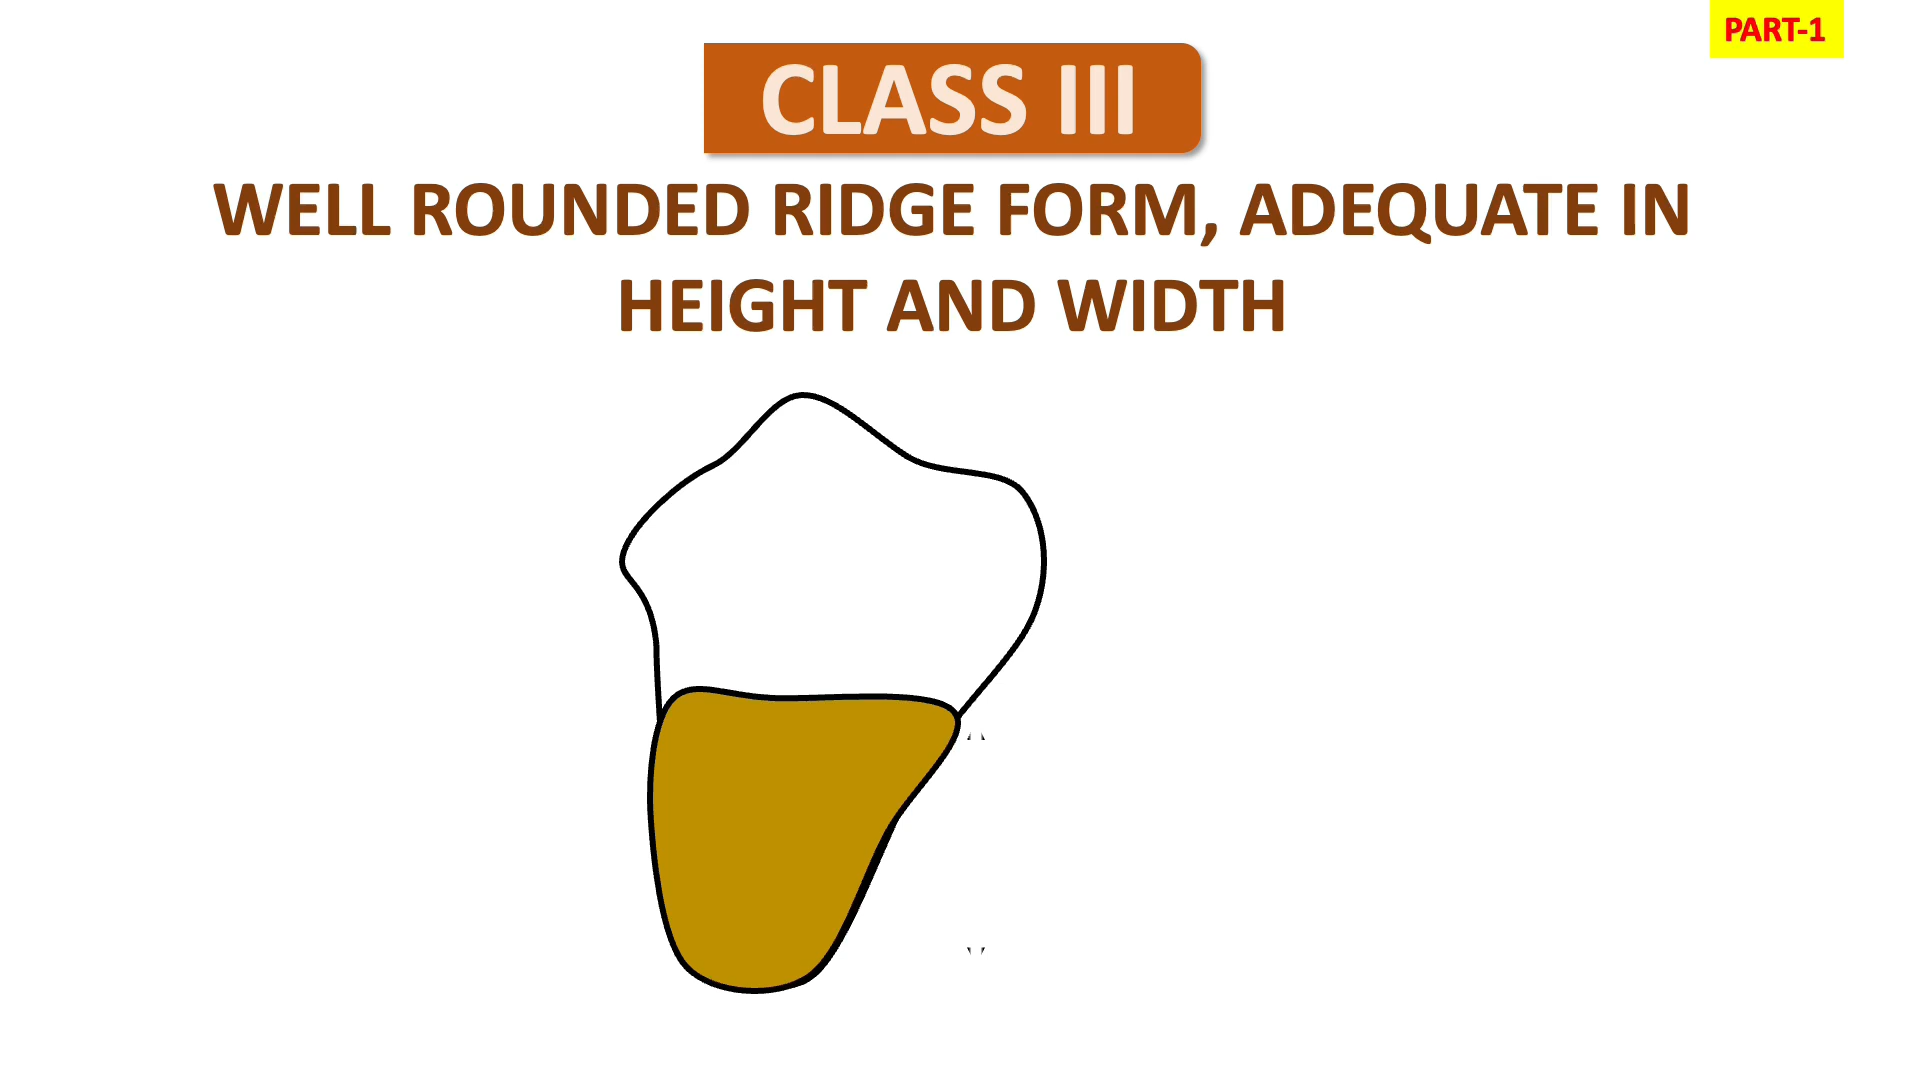 PART-1
CLASS III
WELL ROUNDED RIDGE FORM, ADEQUATE IN
HEIGHT AND WIDTH